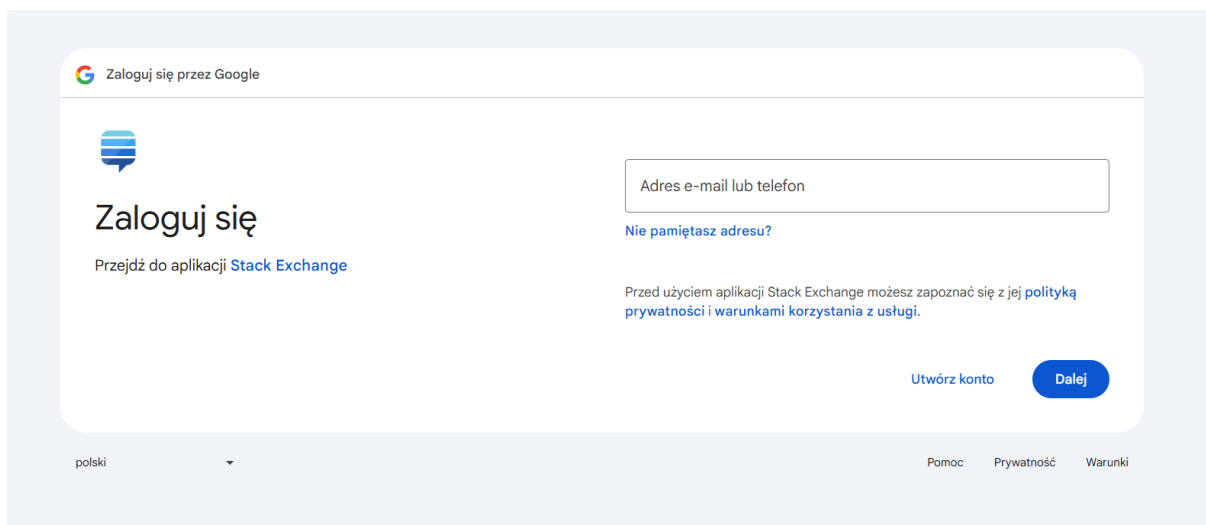 Zaloguj się przez Google
Zaloguj się
Przejdź do aplikacji Stack Exchange
Adres e-mail lub telefon
Nie pamiętasz adresu?
Przed użyciem aplikacji Stack Exchange możesz zapoznać się z jej polityką
prywatności i warunkami korzystania z usługi.
Utwórz konto
Dalej
polski
Pomoc
Prywatność
Warunki